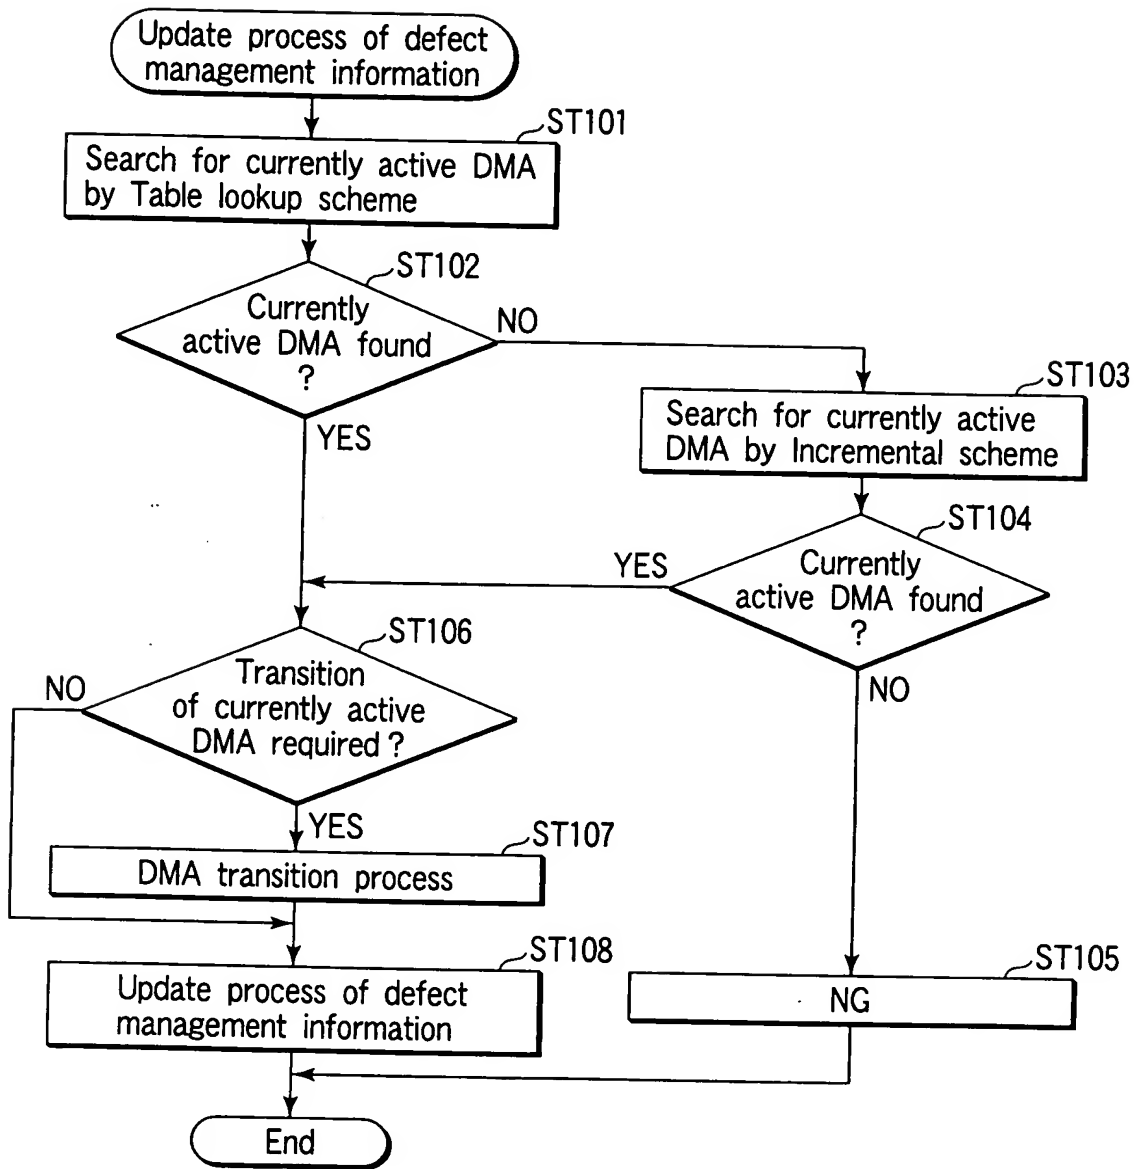 Update process of defect
management information
ST101
Search for currently active DMA
by Table lookup scheme
ST102
Currently
active DMA found
?
NO
YES
ST103
Search for currently active
DMA by Incremental scheme
ST104
Currently
active DMA found
?
YES
NO
ST106
Transition
of currently active
DMA required ?
NO
YES
ST107
DMA transition process
ST108
Update process of defect
management information
ST105
NG
End